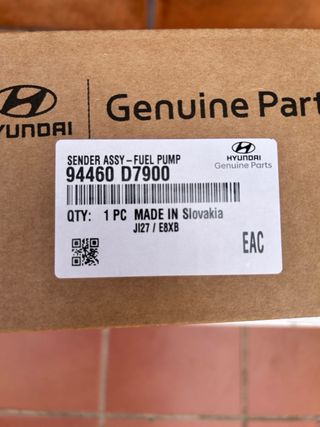 HYUNDAI
Genuine Part
SENDER ASSY-FUEL PUMP
94460 D7900
HYUNDAI
Genuine Parts
QTY: 1 PC MADE IN Slovakia
JI27 / E8XB
EAC